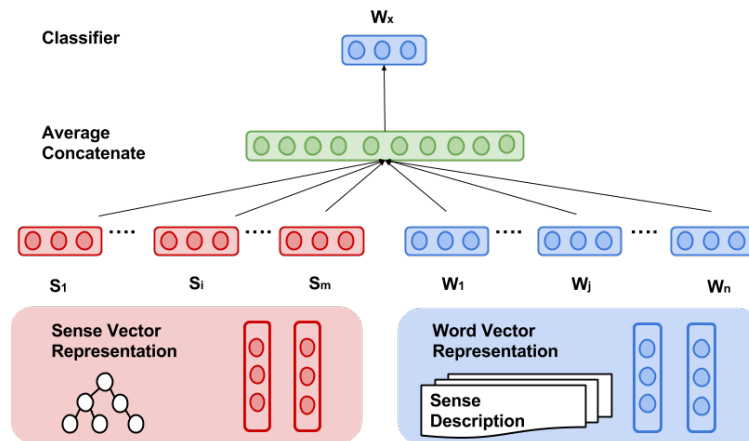 Classifier
Wx
Average
Concatenate
....
....
....
....
S1
Si
Sm
W1
Wj
Wn
Sense Vector
Representation
Word Vector
Representation
Sense
Description